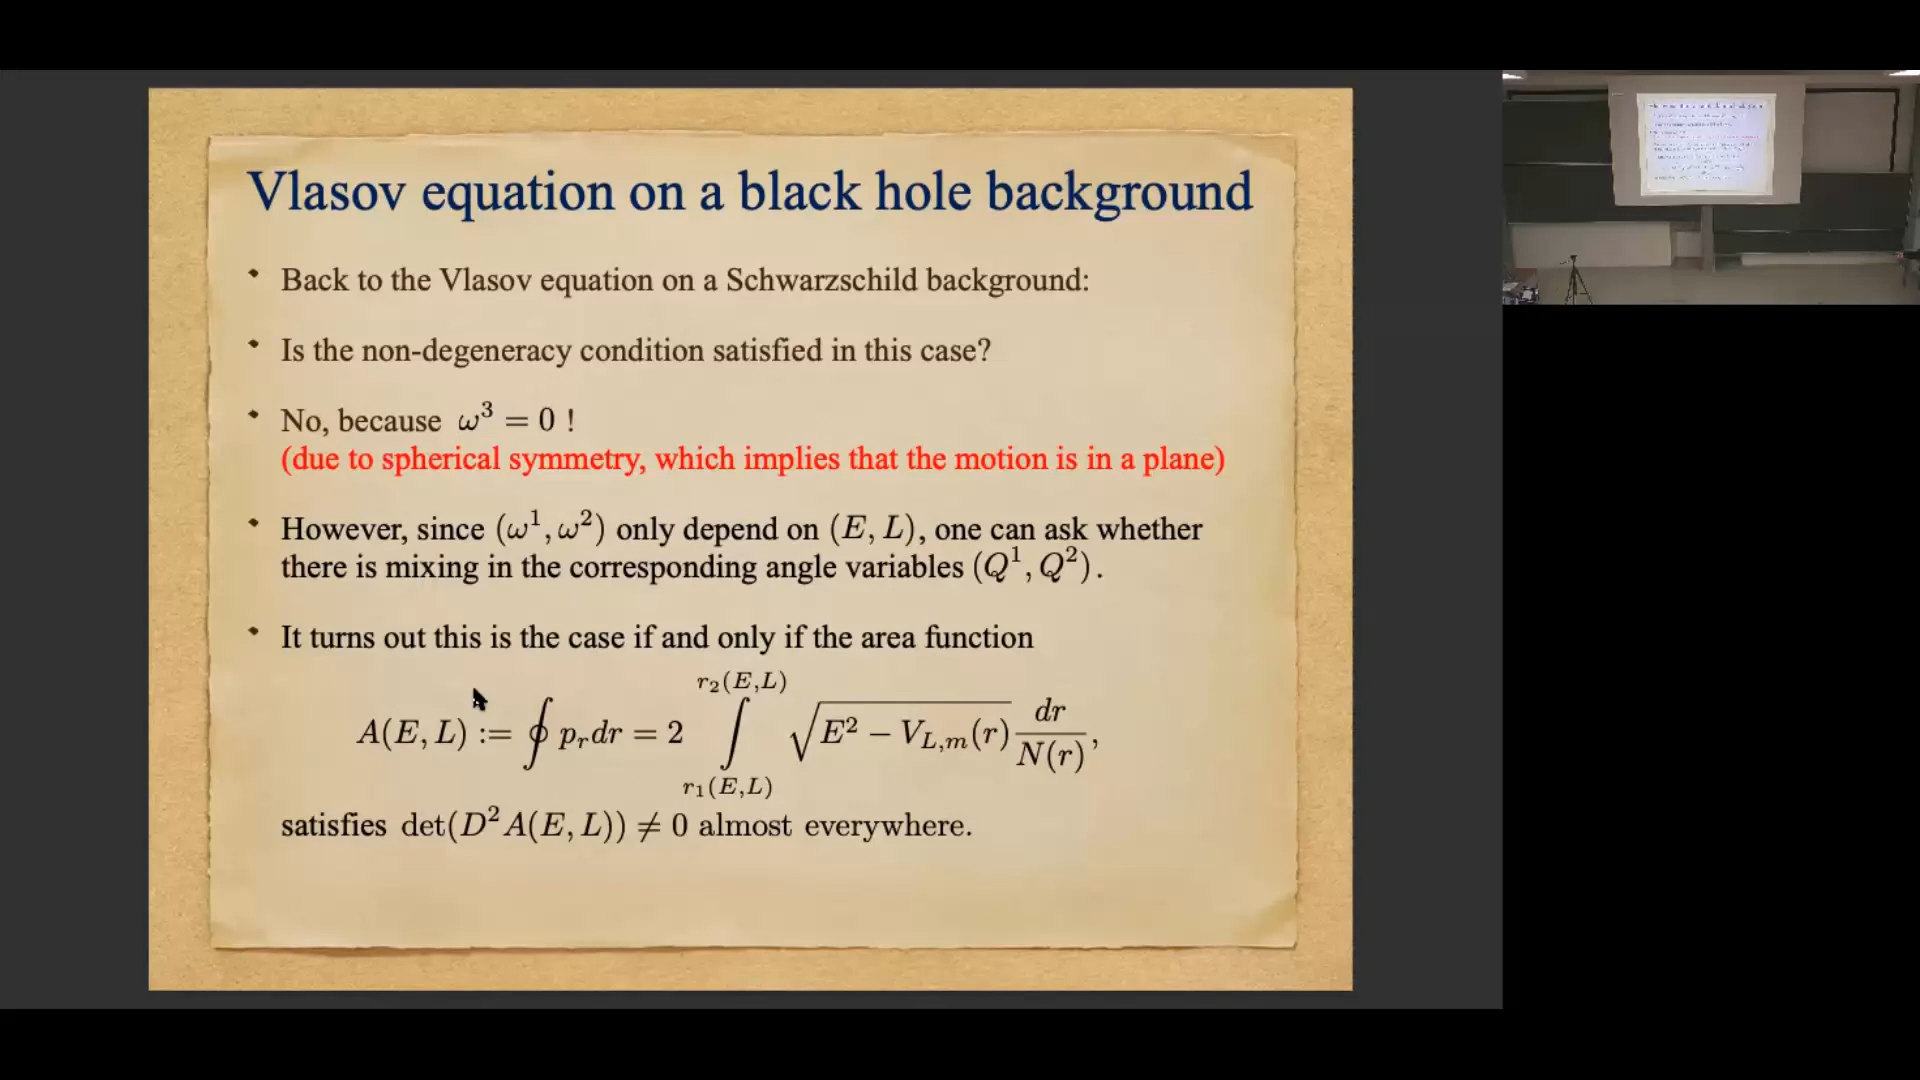 Vlasov equation on a black hole background
• Back to the Vlasov equation on a Schwarzschild background:
• Is the non-degeneracy condition satisfied in this case?
• No, because ω³ = 0 !
(due to spherical symmetry, which implies that the motion is in a plane)
• However, since (ω¹, ω²) only depend on (E, L), one can ask whether
there is mixing in the corresponding angle variables (Q¹, Q²).
• It turns out this is the case if and only if the area function
A(E, L) := ∮ p_r dr = 2 ∫_{r₁(E,L)}^{r₂(E,L)} √(E² − V_{L,m}(r)) dr/N(r),
satisfies det(D²A(E, L)) ≠ 0 almost everywhere.